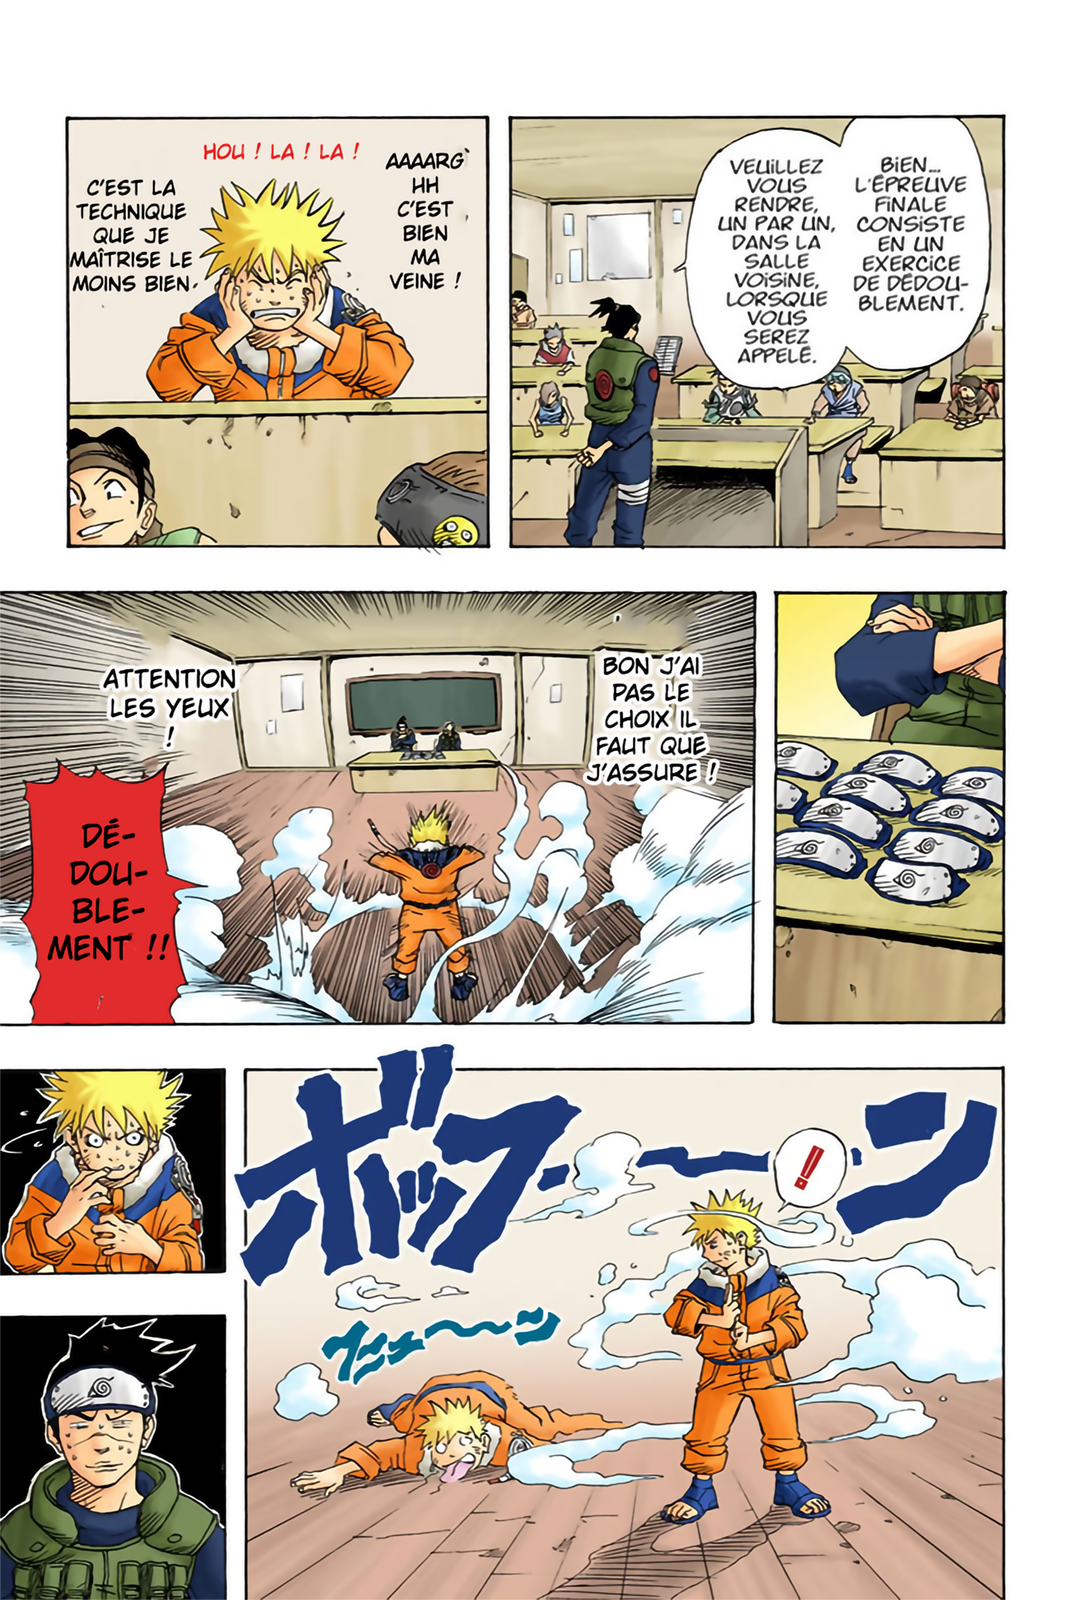 BIEN...
L'ÉPREUVE
FINALE
CONSISTE
EN UN
EXERCICE
DE DÉDOU-
BLEMENT.
VEUILLEZ
VOUS
RENDRE,
UN PAR UN,
DANS LA
SALLE
VOISINE,
LORSQUE
VOUS
SEREZ
APPELÉ.
AAAARG
HH
C'EST
BIEN
MA
VEINE !
HOU ! LA ! LA !
C'EST LA
TECHNIQUE
QUE JE
MAÎTRISE LE
MOINS BIEN
BON J'AI
PAS LE
CHOIX IL
FAUT QUE
J'ASSURE !
ATTENTION
LES YEUX
!
DÉ-
DOU-
BLE-
MENT !!
ボッフ〜ン
!